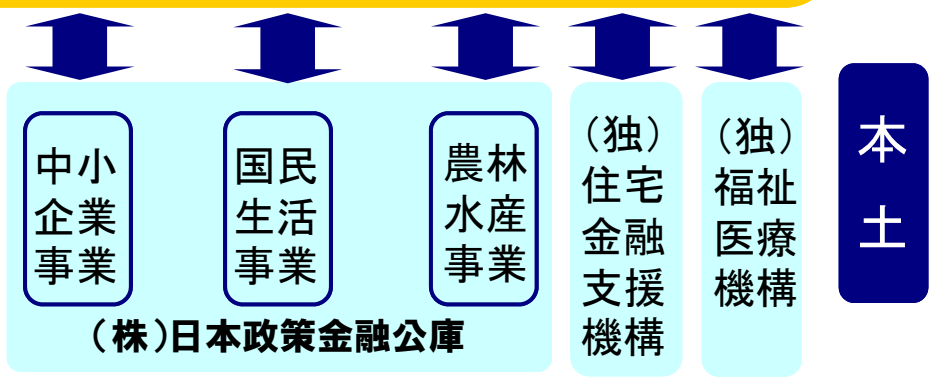 中小
企業
事業
国民
生活
事業
農林
水産
事業
（株）日本政策金融公庫
（独）
住宅
金融
支援
機構
（独）
福祉
医療
機構
本
土